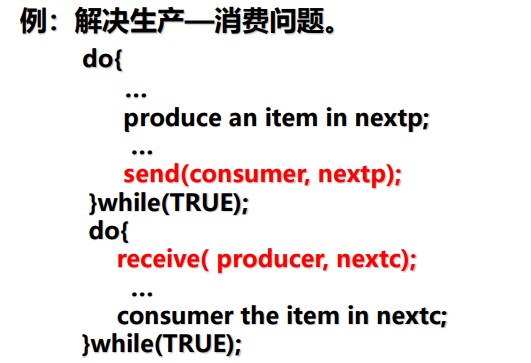 例：解决生产—消费问题。
do{
...
produce an item in nextp;
...
send(consumer, nextp);
}while(TRUE);
do{
receive( producer, nextc);
...
consumer the item in nextc;
}while(TRUE);